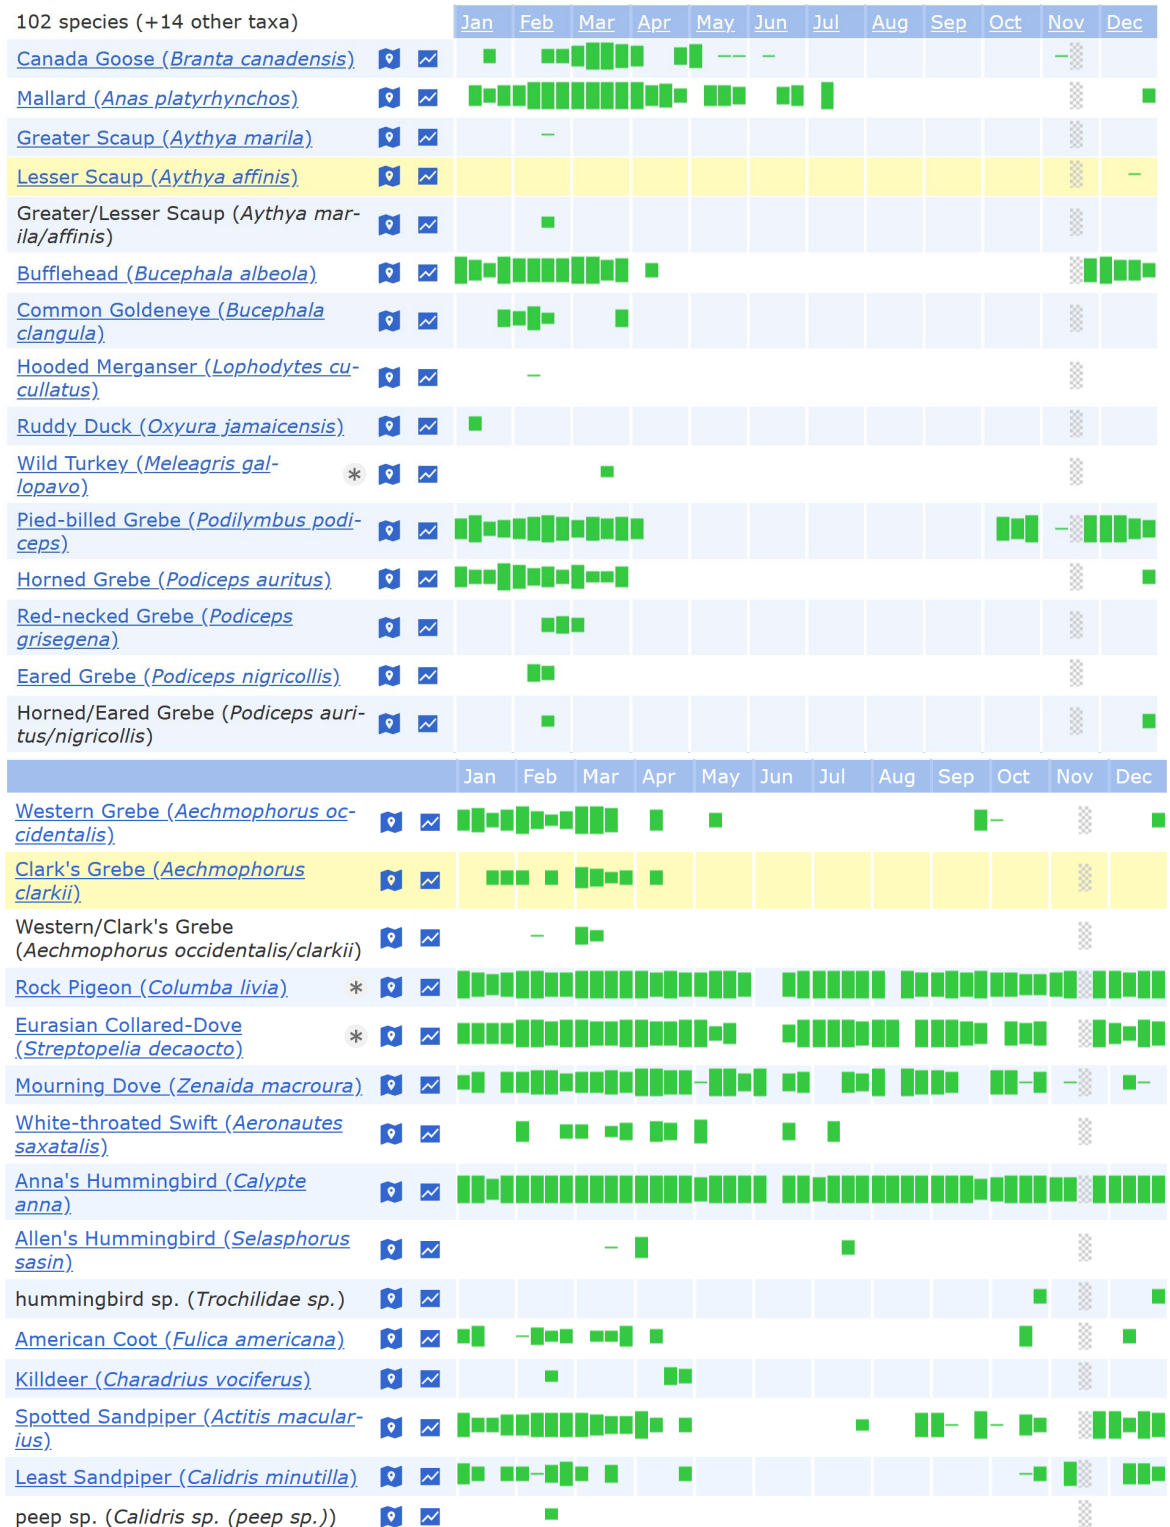 102 species (+14 other taxa) Jan Feb Mar Apr May Jun Jul Aug Sep Oct Nov Dec
Canada Goose (Branta canadensis)
Mallard (Anas platyrhynchos)
Greater Scaup (Aythya marila)
Lesser Scaup (Aythya affinis)
Greater/Lesser Scaup (Aythya mar-
ila/affinis)
Bufflehead (Bucephala albeola)
Common Goldeneye (Bucephala
clangula)
Hooded Merganser (Lophodytes cu-
cullatus)
Ruddy Duck (Oxyura jamaicensis)
Wild Turkey (Meleagris gal-
lopavo)
Pied-billed Grebe (Podilymbus podi-
ceps)
Horned Grebe (Podiceps auritus)
Red-necked Grebe (Podiceps
grisegena)
Eared Grebe (Podiceps nigricollis)
Horned/Eared Grebe (Podiceps auri-
tus/nigricollis)
Jan Feb Mar Apr May Jun Jul Aug Sep Oct Nov Dec
Western Grebe (Aechmophorus oc-
cidentalis)
Clark's Grebe (Aechmophorus
clarkii)
Western/Clark's Grebe
(Aechmophorus occidentalis/clarkii)
Rock Pigeon (Columba livia)
Eurasian Collared-Dove
(Streptopelia decaocto)
Mourning Dove (Zenaida macroura)
White-throated Swift (Aeronautes
saxatalis)
Anna's Hummingbird (Calypte
anna)
Allen's Hummingbird (Selasphorus
sasin)
hummingbird sp. (Trochilidae sp.)
American Coot (Fulica americana)
Killdeer (Charadrius vociferus)
Spotted Sandpiper (Actitis macular-
ius)
Least Sandpiper (Calidris minutilla)
peep sp. (Calidris sp. (peep sp.))